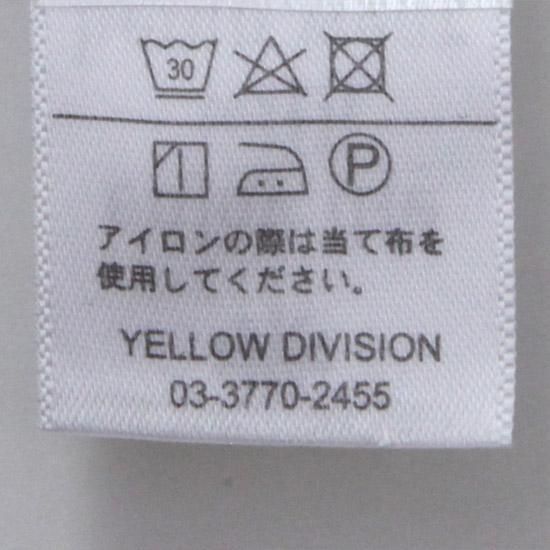 30
P
アイロンの際は当て布を
使用してください。
YELLOW DIVISION
03-3770-2455